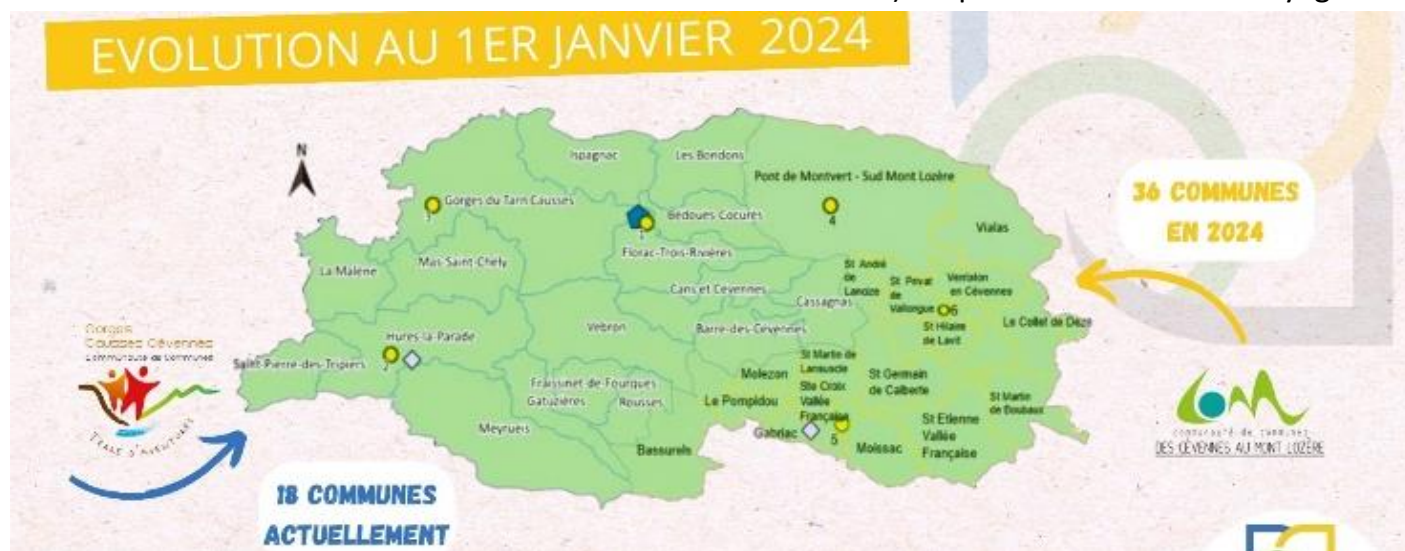 EVOLUTION AU 1ER JANVIER 2024
N
Ispagnac
Les Bondons
Pont de Montvert - Sud Mont Lozère
36 COMMUNES
EN 2024
3
Gorges du Tarn Causses
1
Bédoues-Cocurès
4
Vialas
La Malène
Mas-Saint-Chély
Florac-Trois-Rivières
Cans et Cévennes
Cassagnas
St André
de
Lancize
St Privat
de
Vallongue
Ventalon
en Cévennes
6
St Hilaire
de Lavit
Le Collet de Dèze
Gorges
Causses Cévennes
Communauté de Communes
TERRE D'AVENTURES
Saint-Pierre-des-Tripiers
Hures-la-Parade
2
Vebron
Barre-des-Cévennes
Fraissinet-de-Fourques
Gatuzières
Rousses
Meyrueis
Molezon
Le Pompidou
St Martin de
Lansuscle
Ste Croix
Vallée
Française
St Germain
de Calberte
St Martin
de Boubaux
Gabriac
5
Moissac
St Etienne
Vallée
Française
Bassurels
communauté de communes
DES CÉVENNES AU MONT LOZÈRE
18 COMMUNES
ACTUELLEMENT